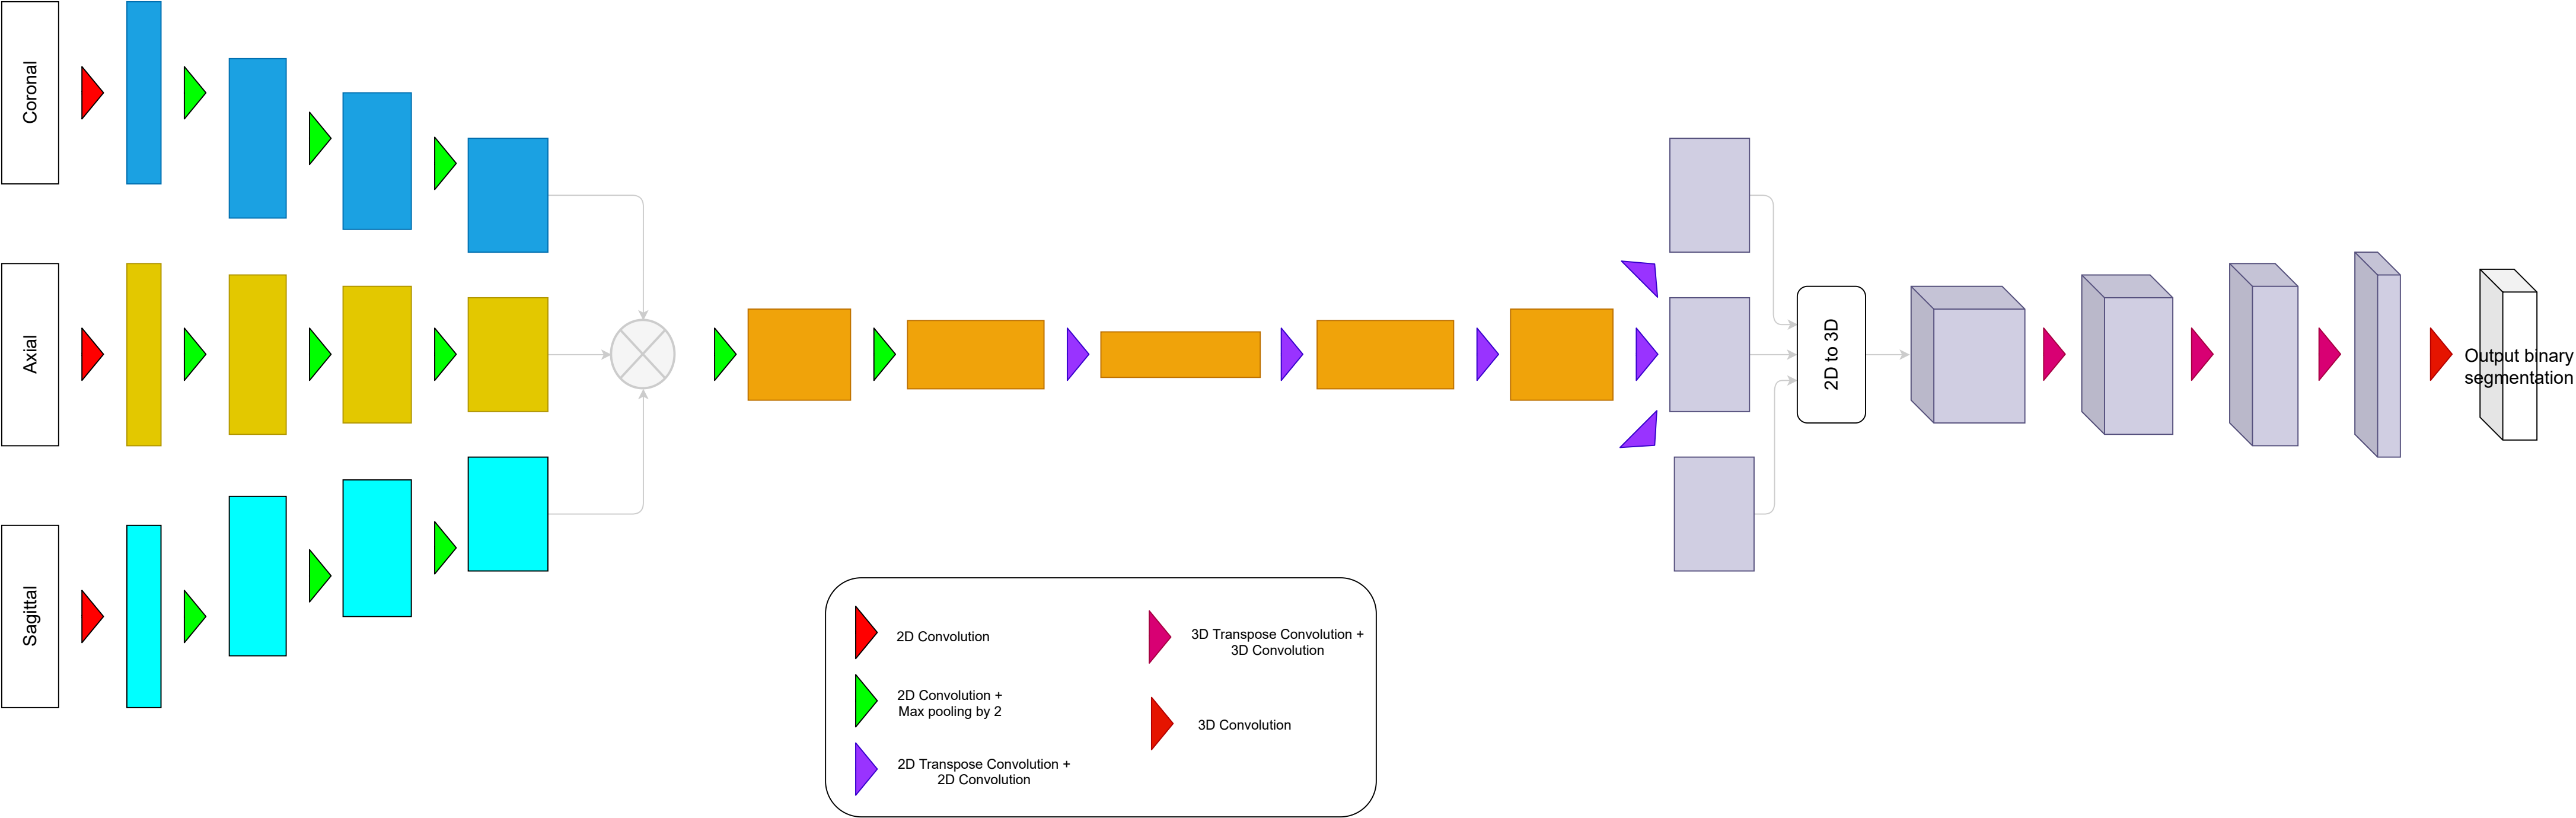 Coronal
Axial
Sagittal
2D to 3D
Output binary
segmentation
2D Convolution
2D Convolution +
Max pooling by 2
2D Transpose Convolution +
2D Convolution
3D Transpose Convolution +
3D Convolution
3D Convolution